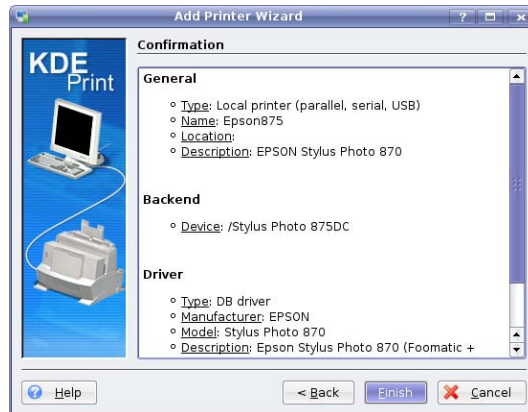 Add Printer Wizard
KDE
Print
Confirmation
General
Type: Local printer (parallel, serial, USB)
Name: Epson875
Location:
Description: EPSON Stylus Photo 870
Backend
Device: /Stylus Photo 875DC
Driver
Type: DB driver
Manufacturer: EPSON
Model: Stylus Photo 870
Description: Epson Stylus Photo 870 (Foomatic +
Help
< Back
Finish
Cancel